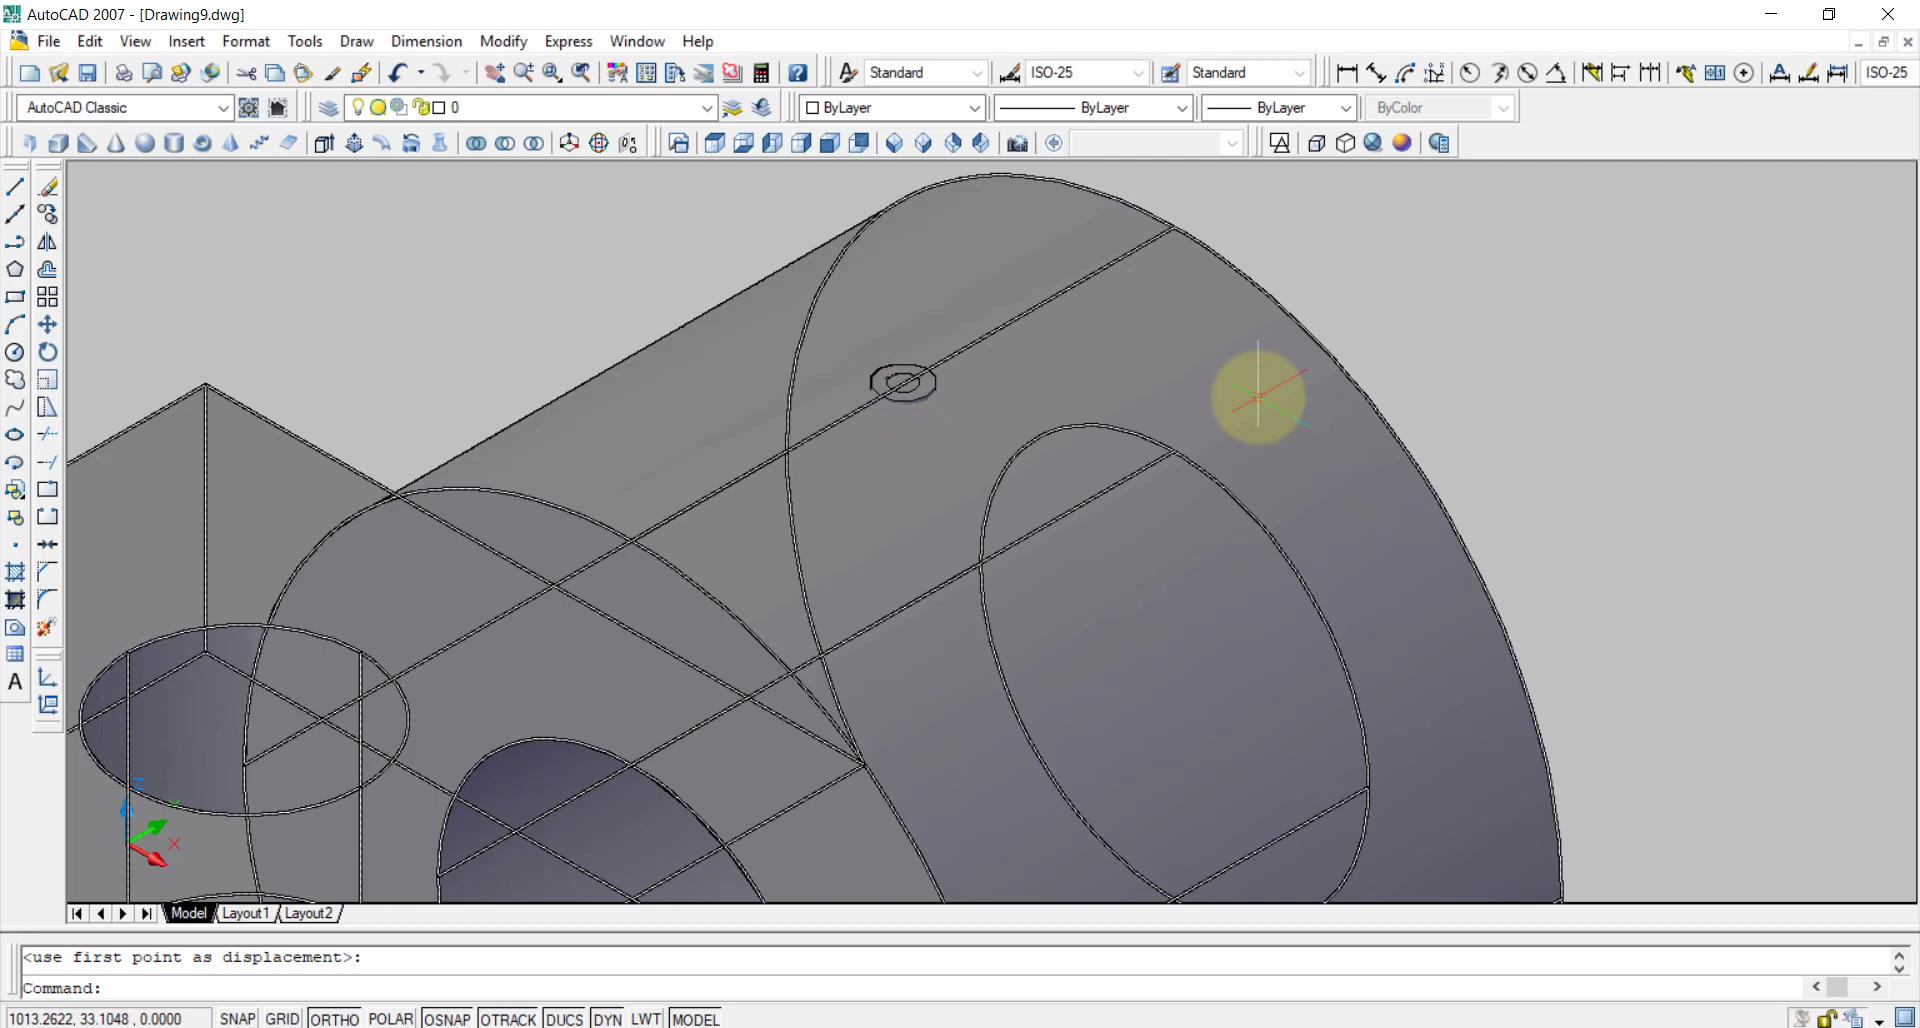 AutoCAD 2007 - [Drawing9.dwg]
File Edit View Insert Format Tools Draw Dimension Modify Express Window Help
Standard ISO-25 Standard ISO-25
AutoCAD Classic 0 ByLayer ByLayer ByLayer ByColor
A
Z
Y
X
Model Layout1 Layout2
<use first point as displacement>:
Command:
1013.2622, 33.1048 , 0.0000 SNAP GRID ORTHO POLAR OSNAP OTRACK DUCS DYN LWT MODEL